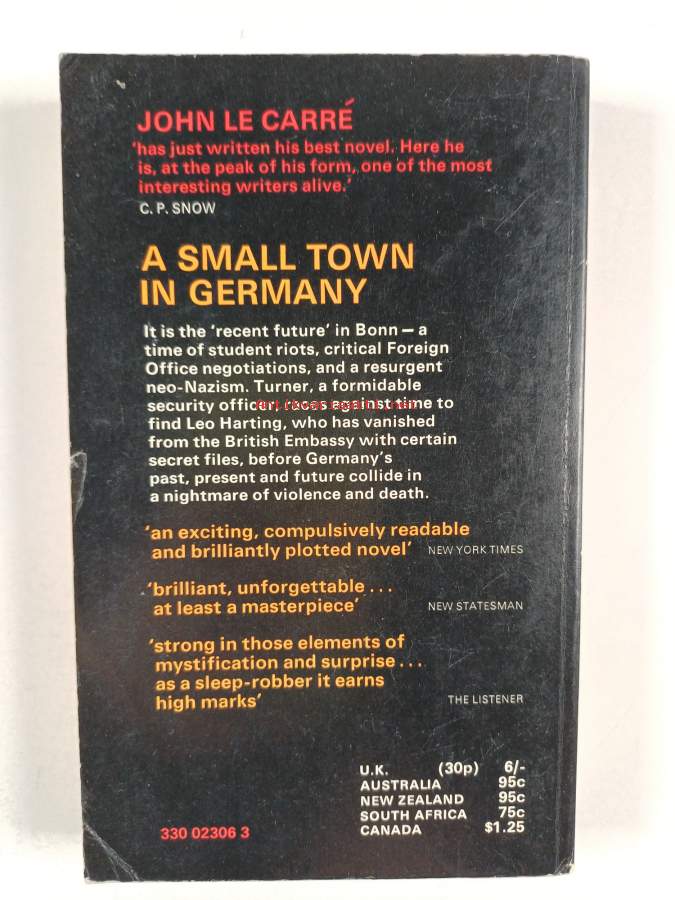 JOHN LE CARRÉ
‘has just written his best novel. Here he
is, at the peak of his form, one of the most
interesting writers alive.’
C. P. SNOW
A SMALL TOWN
IN GERMANY
It is the ‘recent future’ in Bonn – a
time of student riots, critical Foreign
Office negotiations, and a resurgent
neo-Nazism. Turner, a formidable
security officer, races against time to
find Leo Harting, who has vanished
from the British Embassy with certain
secret files, before Germany’s
past, present and future collide in
a nightmare of violence and death.
‘an exciting, compulsively readable
and brilliantly plotted novel’ NEW YORK TIMES
‘brilliant, unforgettable . . .
at least a masterpiece’ NEW STATESMAN
‘strong in those elements of
mystification and surprise . . .
as a sleep-robber it earns
high marks’ THE LISTENER
U.K. (30p) 6/-
AUSTRALIA 95c
NEW ZEALAND 95c
SOUTH AFRICA 75c
CANADA $1.25
330 02306 3